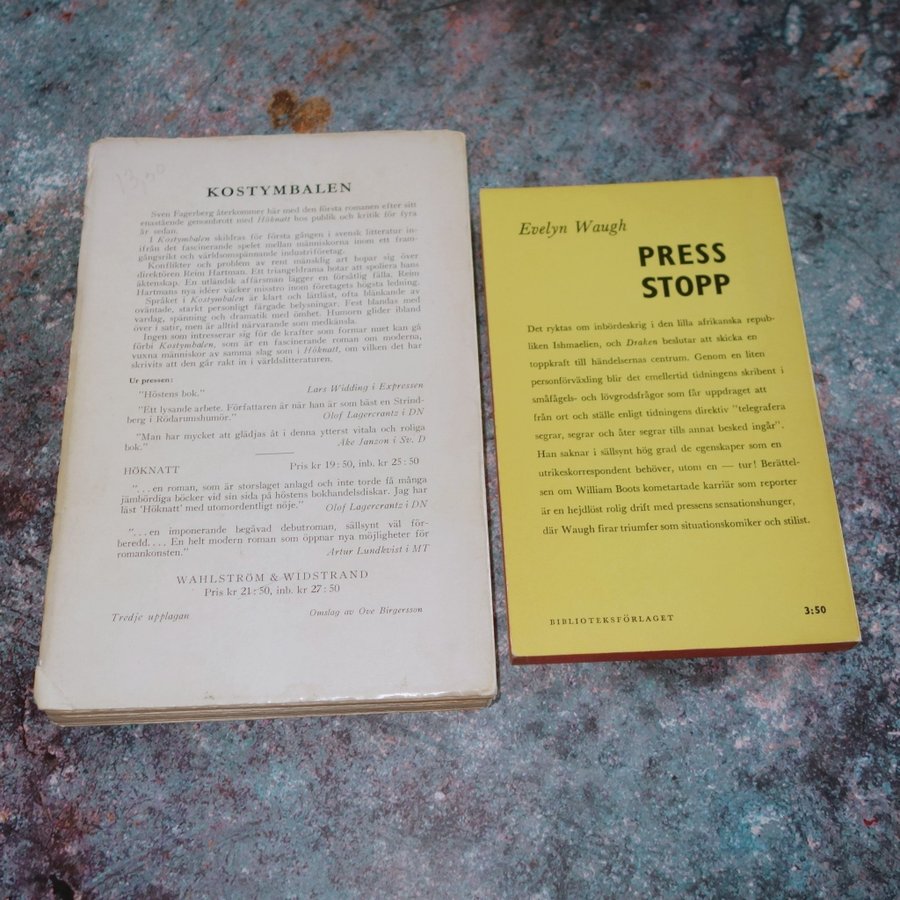 13,50
KOSTYMBALEN
Sven Fagerberg återkommer här med den första romanen efter sitt
enastående genombrott med Höknatt hos publik och kritik för fyra
år sedan.
I Kostymbalen skildras för första gången i svensk litteratur in-
ifrån det fascinerande spelet mellan människorna inom ett fram-
gångsrikt och världsomspännande industriföretag.
Konflikter och problem av rent mänsklig art hopar sig över
direktören Reim Hartman. Ett triangeldrama hotar att spoliera hans
äktenskap. En utländsk affärsman lägger en försåtlig fälla. Reim
Hartmans nya idéer väcker misstro inom företagets högsta ledning.
Språket i Kostymbalen är klart och lättläst, ofta blänkande av
oväntade, starkt personligt färgade belysningar. Fest blandas med
vardag, spänning och dramatik med ömhet. Humorn glider ibland
över i satir, men är alltid närvarande som medkänsla.
Ingen som intresserar sig för de krafter som formar nuet kan gå
förbi Kostymbalen, som är en fascinerande roman om moderna,
vuxna människor av samma slag som i Höknatt, om vilken det har
skrivits att den går rakt in i världslitteraturen.
Ur pressen:
"Höstens bok." Lars Widding i Expressen
"Ett lysande arbete. Författaren är när han är som bäst en Strind-
berg i Rödarumshumör." Olof Lagercrantz i DN
"Man har mycket att glädjas åt i denna ytterst vitala och roliga
bok." Åke Janzon i Sv. D
Pris kr 19:50, inb. kr 25:50
HÖKNATT
"...en roman, som är storslaget anlagd och inte torde få många
jämbördiga böcker vid sin sida på höstens bokhandelsdiskar. Jag har
läst 'Höknatt' med utomordentligt nöje." Olof Lagercrantz i DN
"...en imponerande begåvad debutroman, sällsynt väl för-
beredd.... En helt modern roman som öppnar nya möjligheter för
romankonsten." Artur Lundkvist i MT
WAHLSTRÖM & WIDSTRAND
Pris kr 21:50, inb. kr 27:50
Tredje upplagan Omslag av Ove Birgersson
Evelyn Waugh
PRESS
STOPP
Det ryktas om inbördeskrig i den lilla afrikanska repub-
liken Ishmaelien, och Draken beslutar att skicka en
toppkraft till händelsernas centrum. Genom en liten
personförväxling blir det emellertid tidningens skribent i
småfågels- och lövgrodsfrågor som får uppdraget att
från ort och ställe enligt tidningens direktiv "telegrafera
segrar, segrar och åter segrar tills annat besked ingår".
Han saknar i sällsynt hög grad de egenskaper som en
utrikeskorrespondent behöver, utom en — tur! Berättel-
sen om William Boots kometartade karriär som reporter
är en hejdlöst rolig drift med pressens sensationshunger,
där Waugh firar triumfer som situationskomiker och stilist.
BIBLIOTEKSFÖRLAGET
3:50